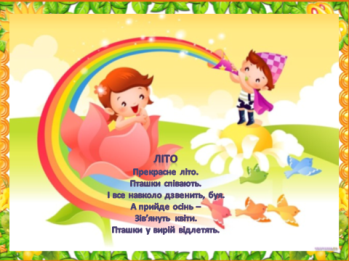 ЛІТО
Прекрасне літо.
Пташки співають.
І все навколо дзвенить, буя.
А прийде осінь –
Зів'януть квіти.
Пташки у вирій відлетять.